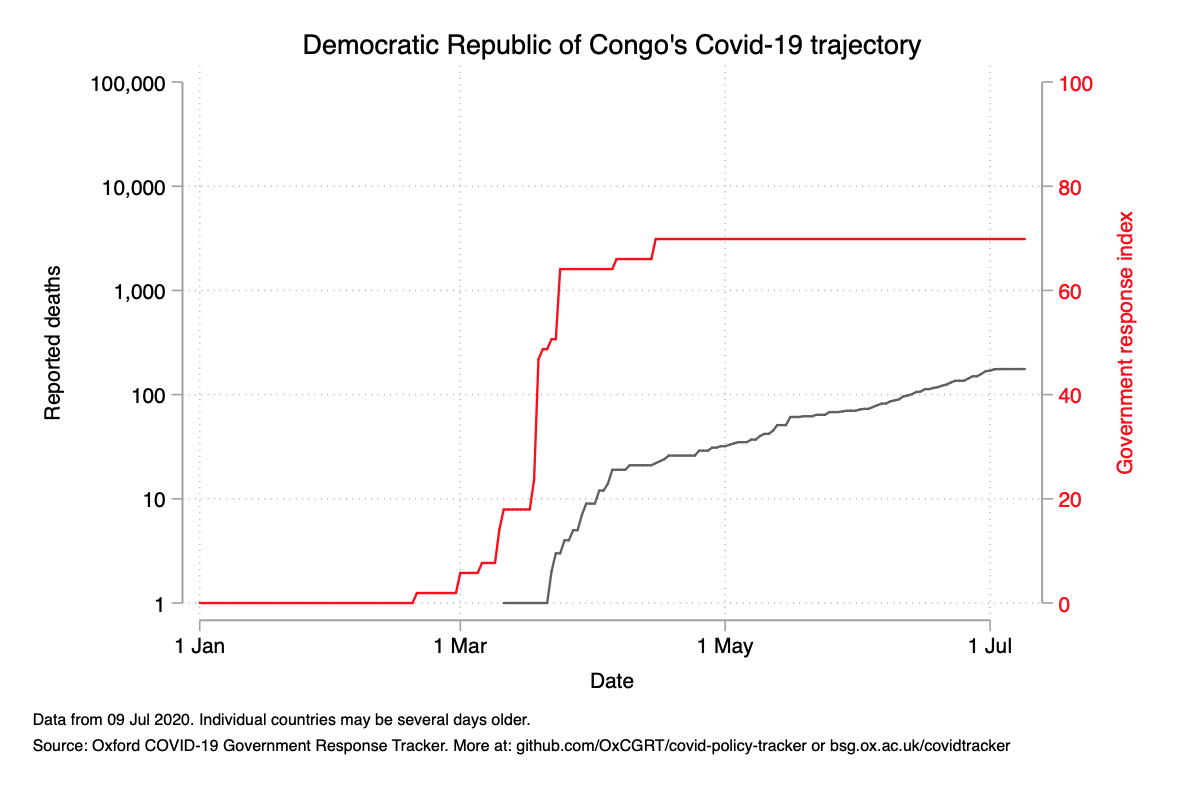 Democratic Republic of Congo's Covid-19 trajectory
100,000
10,000
1,000
100
10
1
Reported deaths
100
80
60
40
20
0
Government response index
1 Jan
1 Mar
1 May
1 Jul
Date
Data from 09 Jul 2020. Individual countries may be several days older.
Source: Oxford COVID-19 Government Response Tracker. More at: github.com/OxCGRT/covid-policy-tracker or bsg.ox.ac.uk/covidtracker